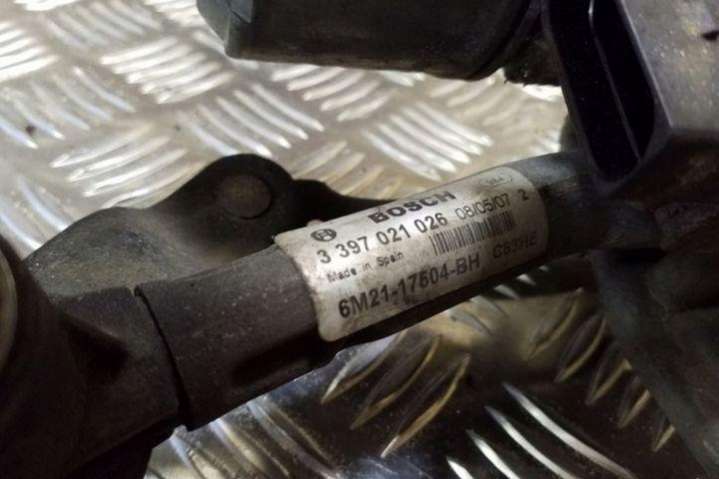 BOSCH
3 397 021 026 08/05/07 2
Made in Spain
6M21-17504-BH